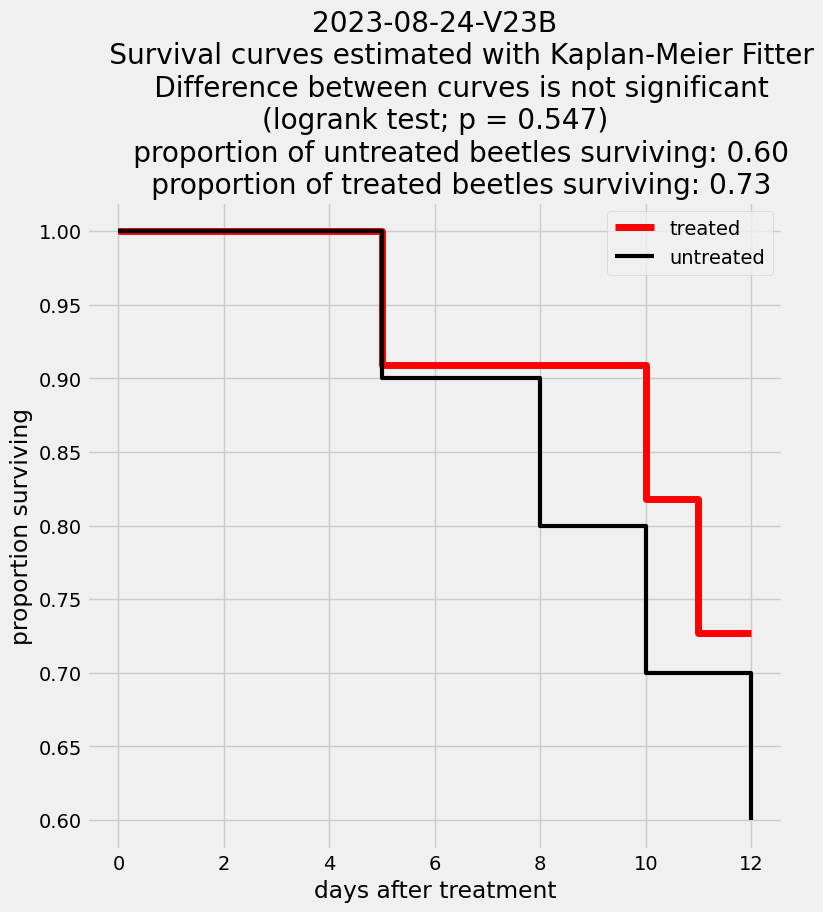 2023-08-24-V23B
Survival curves estimated with Kaplan-Meier Fitter
Difference between curves is not significant
(logrank test; p = 0.547)
proportion of untreated beetles surviving: 0.60
proportion of treated beetles surviving: 0.73
treated
untreated
1.00
0.95
0.90
0.85
0.80
0.75
0.70
0.65
0.60
proportion surviving
0 2 4 6 8 10 12
days after treatment